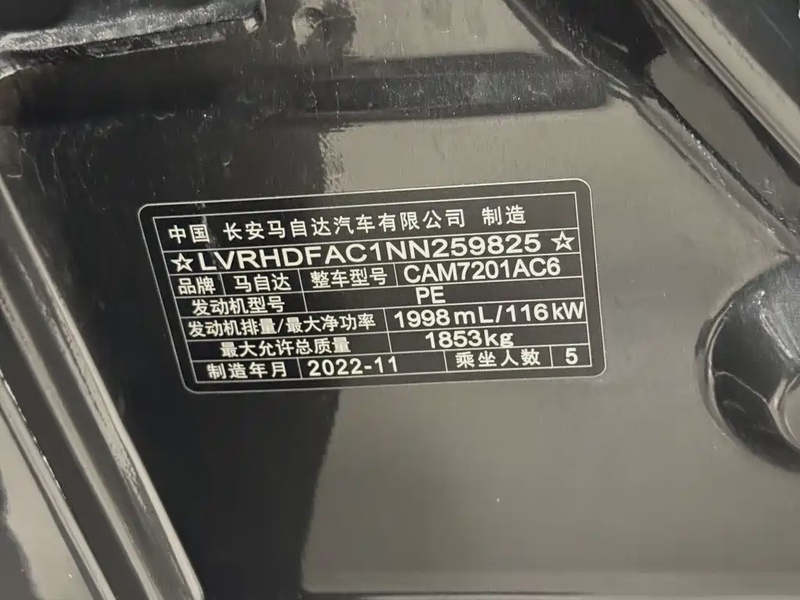 中国 长安马自达汽车有限公司 制造
☆LVRHDFAC1NN259825☆
品牌 马自达 整车型号 CAM7201AC6
发动机型号 PE
发动机排量/最大净功率 1998mL/116kW
最大允许总质量 1853kg
制造年月 2022-11 乘坐人数 5